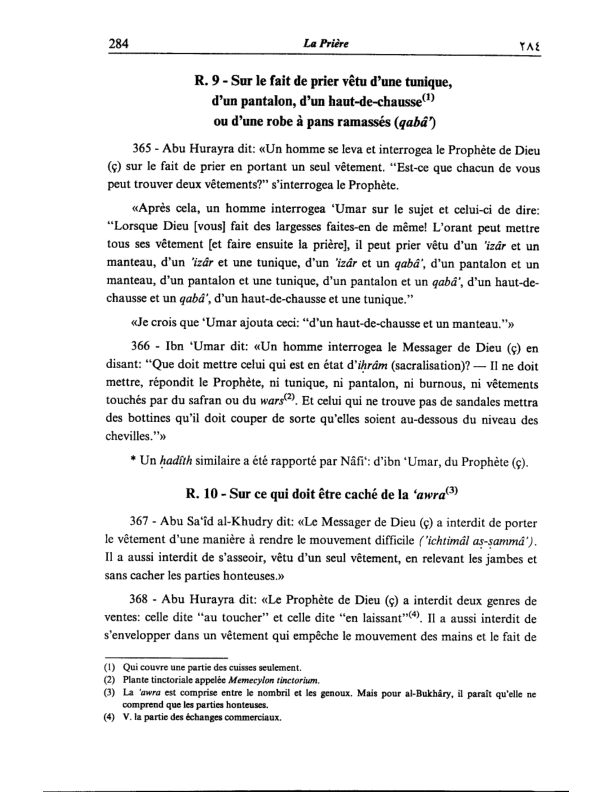 284 La Prière ٢٨٤
R. 9 - Sur le fait de prier vêtu d'une tunique,
d'un pantalon, d'un haut-de-chausse(1)
ou d'une robe à pans ramassés (qabâ')
365 - Abu Hurayra dit: «Un homme se leva et interrogea le Prophète de Dieu
(ç) sur le fait de prier en portant un seul vêtement. “Est-ce que chacun de vous
peut trouver deux vêtements?” s'interrogea le Prophète.
«Après cela, un homme interrogea ‘Umar sur le sujet et celui-ci de dire:
“Lorsque Dieu [vous] fait des largesses faites-en de même! L'orant peut mettre
tous ses vêtement [et faire ensuite la prière], il peut prier vêtu d'un 'izâr et un
manteau, d'un 'izâr et une tunique, d'un 'izâr et un qabâ', d'un pantalon et un
manteau, d'un pantalon et une tunique, d'un pantalon et un qabâ', d'un haut-de-
chausse et un qabâ', d'un haut-de-chausse et une tunique.”
«Je crois que ‘Umar ajouta ceci: “d'un haut-de-chausse et un manteau.”»
366 - Ibn ‘Umar dit: «Un homme interrogea le Messager de Dieu (ç) en
disant: “Que doit mettre celui qui est en état d'iḥrâm (sacralisation)? — Il ne doit
mettre, répondit le Prophète, ni tunique, ni pantalon, ni burnous, ni vêtements
touchés par du safran ou du wars(2). Et celui qui ne trouve pas de sandales mettra
des bottines qu'il doit couper de sorte qu'elles soient au-dessous du niveau des
chevilles.”»
* Un ḥadîth similaire a été rapporté par Nâfi‘: d'ibn ‘Umar, du Prophète (ç).
R. 10 - Sur ce qui doit être caché de la ‘awra(3)
367 - Abu Sa‘îd al-Khudry dit: «Le Messager de Dieu (ç) a interdit de porter
le vêtement d'une manière à rendre le mouvement difficile ('ichtimâl aṣ-ṣammâ').
Il a aussi interdit de s'asseoir, vêtu d'un seul vêtement, en relevant les jambes et
sans cacher les parties honteuses.»
368 - Abu Hurayra dit: «Le Prophète de Dieu (ç) a interdit deux genres de
ventes: celle dite “au toucher” et celle dite “en laissant”(4). Il a aussi interdit de
s'envelopper dans un vêtement qui empêche le mouvement des mains et le fait de
(1) Qui couvre une partie des cuisses seulement.
(2) Plante tinctoriale appelée Memecylon tinctorium.
(3) La ‘awra est comprise entre le nombril et les genoux. Mais pour al-Bukhâry, il paraît qu'elle ne
comprend que les parties honteuses.
(4) V. la partie des échanges commerciaux.